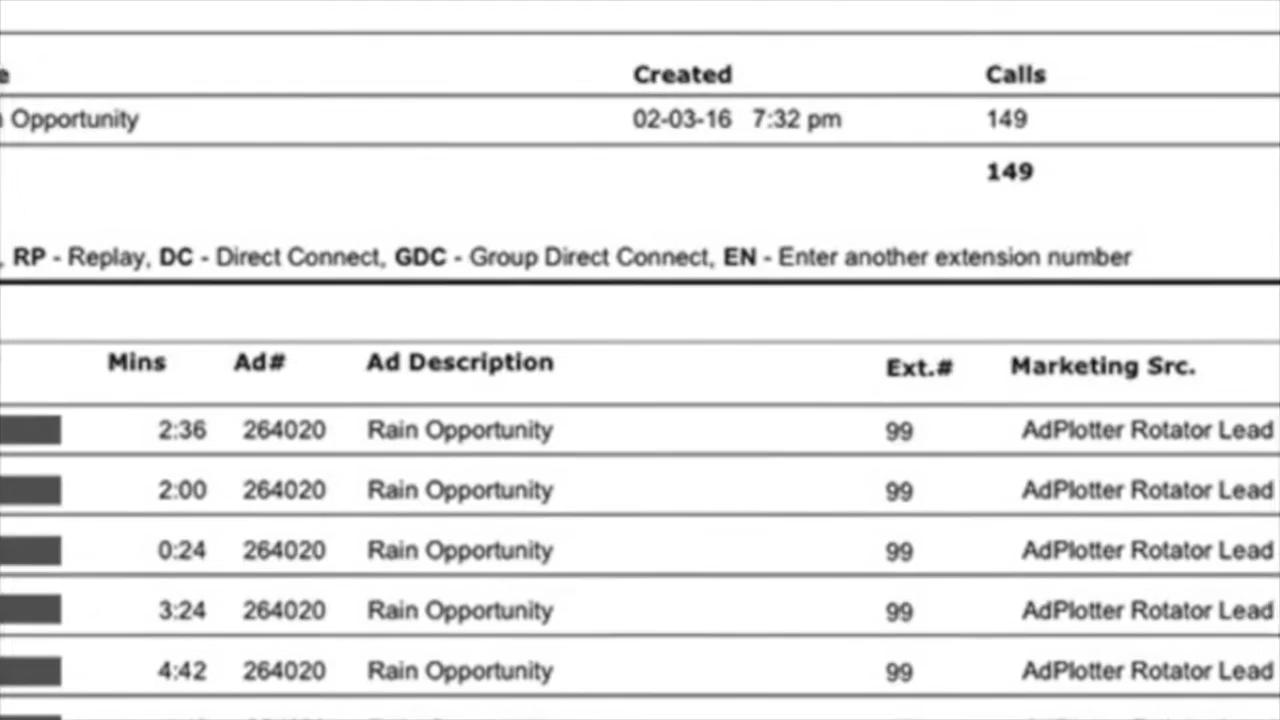 Created Calls
Opportunity 02-03-16 7:32 pm 149
149
, RP - Replay, DC - Direct Connect, GDC - Group Direct Connect, EN - Enter another extension number
Mins Ad# Ad Description Ext.# Marketing Src.
2:36 264020 Rain Opportunity 99 AdPlotter Rotator Lead
2:00 264020 Rain Opportunity 99 AdPlotter Rotator Lead
0:24 264020 Rain Opportunity 99 AdPlotter Rotator Lead
3:24 264020 Rain Opportunity 99 AdPlotter Rotator Lead
4:42 264020 Rain Opportunity 99 AdPlotter Rotator Lead